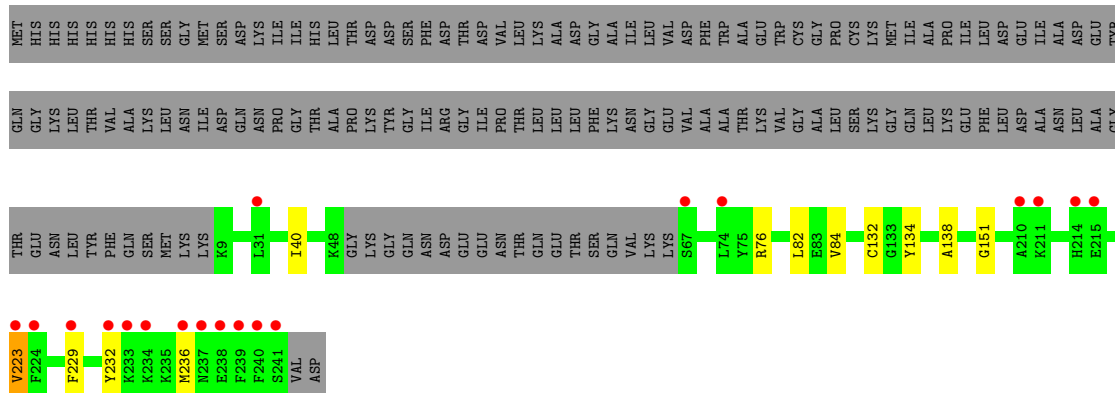 MET HIS HIS HIS HIS HIS HIS SER SER GLY MET SER ASP LYS ILE ILE HIS LEU THR ASP ASP SER PHE ASP THR ASP VAL LEU LYS ALA ASP GLY ALA ILE LEU VAL ASP PHE TRP ALA GLU TRP CYS GLY PRO CYS LYS MET ILE ALA PRO ILE LEU ASP GLU ILE ALA ASP GLU TYR
GLN GLY LYS LEU THR VAL ALA LYS LEU ASN ILE ASP GLN ASN PRO GLY THR ALA PRO LYS TYR GLY ILE ARG GLY ILE PRO THR LEU LEU LEU PHE LYS ASN GLY GLU VAL ALA ALA THR LYS VAL GLY ALA LEU SER LYS GLY GLN LEU LYS GLU PHE LEU ASP ALA ASN LEU ALA GLY
THR GLU ASN LEU TYR PHE GLN SER MET LYS LYS K9 L31 I40 K48 GLY LYS GLY GLN ASN ASP GLU GLU ASN THR GLN GLU THR SER GLN VAL LYS LYS S67 L74 Y75 R76 L82 E83 V84 C132 G133 Y134 A138 G151 A210 K211 H214 E215
V223 F224 F229 Y232 K233 K234 K235 M236 N237 E238 F239 F240 S241 VAL ASP